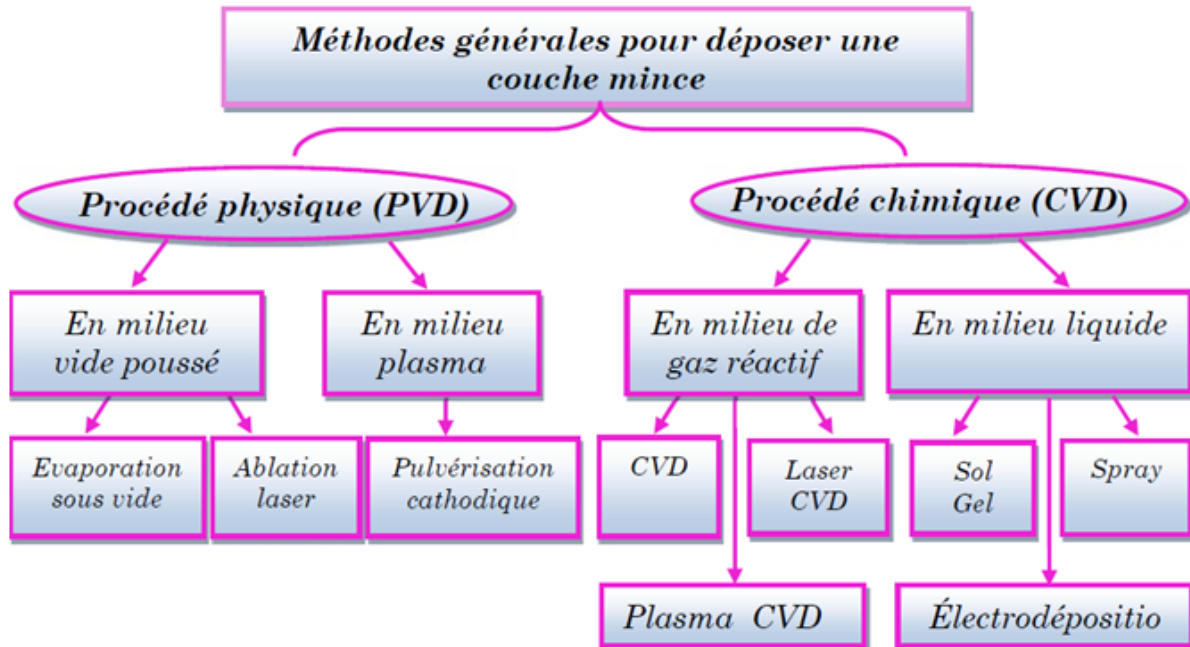 Méthodes générales pour déposer une
couche mince
Procédé physique (PVD)
Procédé chimique (CVD)
En milieu
vide poussé
En milieu
plasma
En milieu de
gaz réactif
En milieu liquide
Evaporation
sous vide
Ablation
laser
Pulvérisation
cathodique
CVD
Laser
CVD
Sol
Gel
Spray
Plasma CVD
Électrodépositio